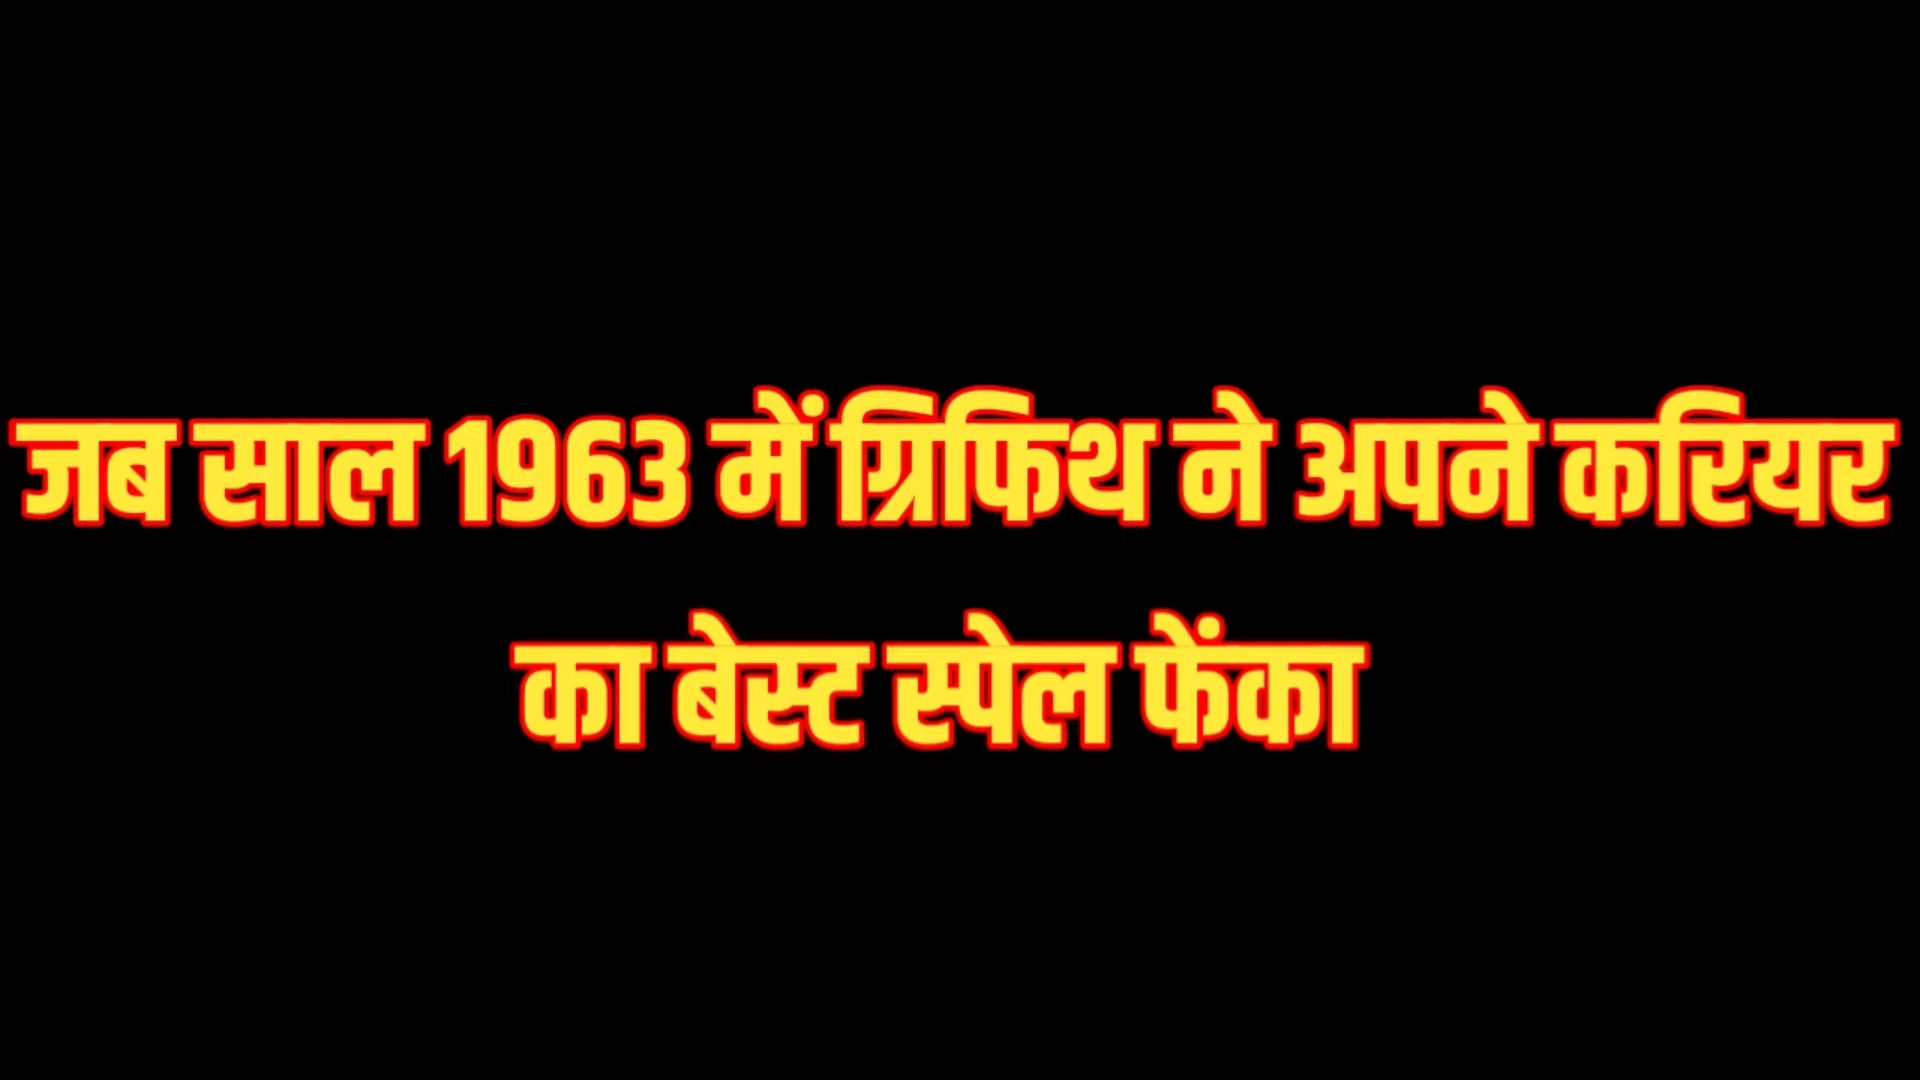 जब साल 1963 में ग्रिफिथ ने अपने करियर
का बेस्ट स्पेल फेंका